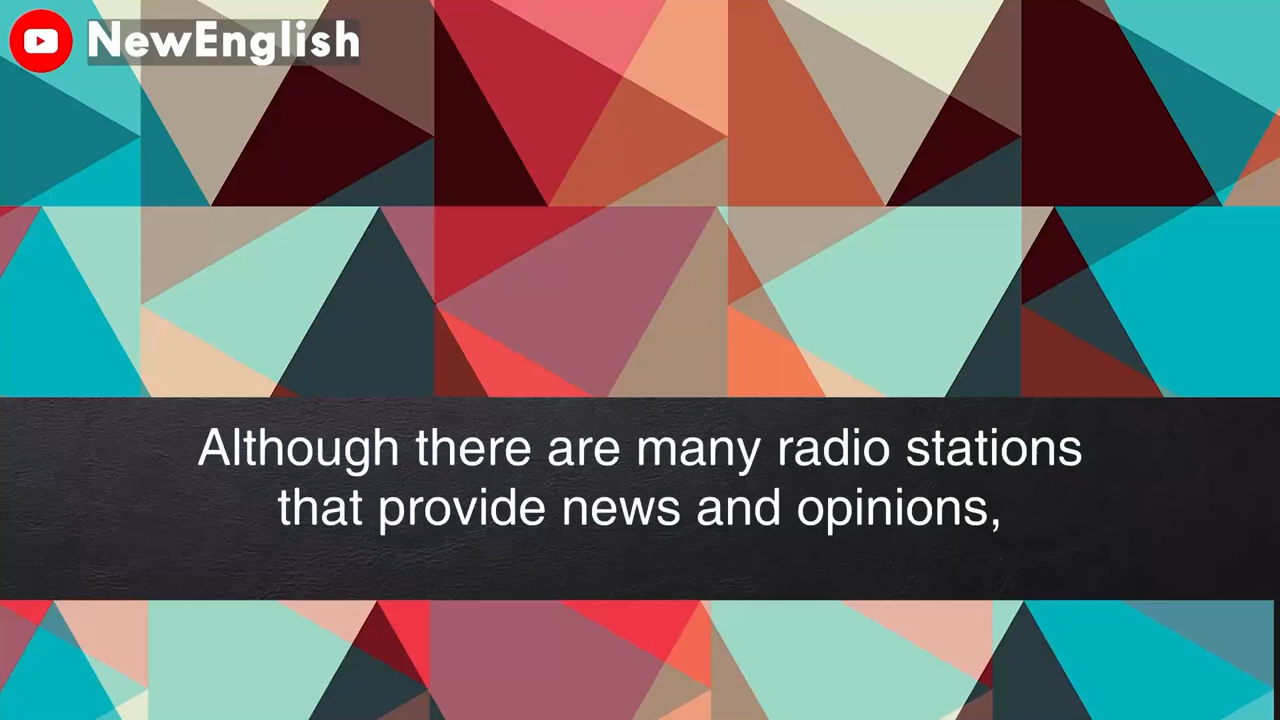 NewEnglish
Although there are many radio stations
that provide news and opinions,